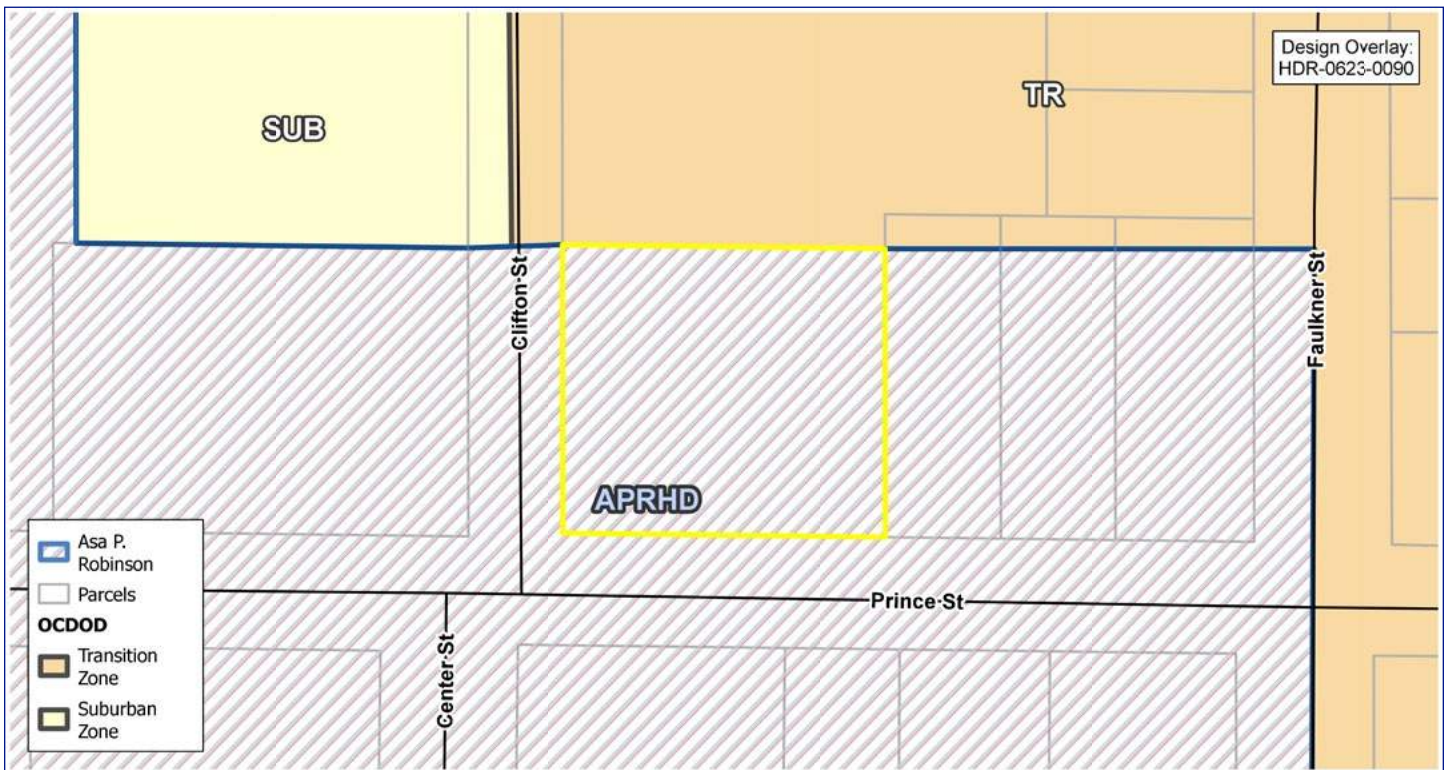 Design Overlay:
HDR-0623-0090
TR
SUB
Clifton St
Faulkner St
APRHD
Prince St
Center St
Asa P.
Robinson
Parcels
OCDOD
Transition
Zone
Suburban
Zone